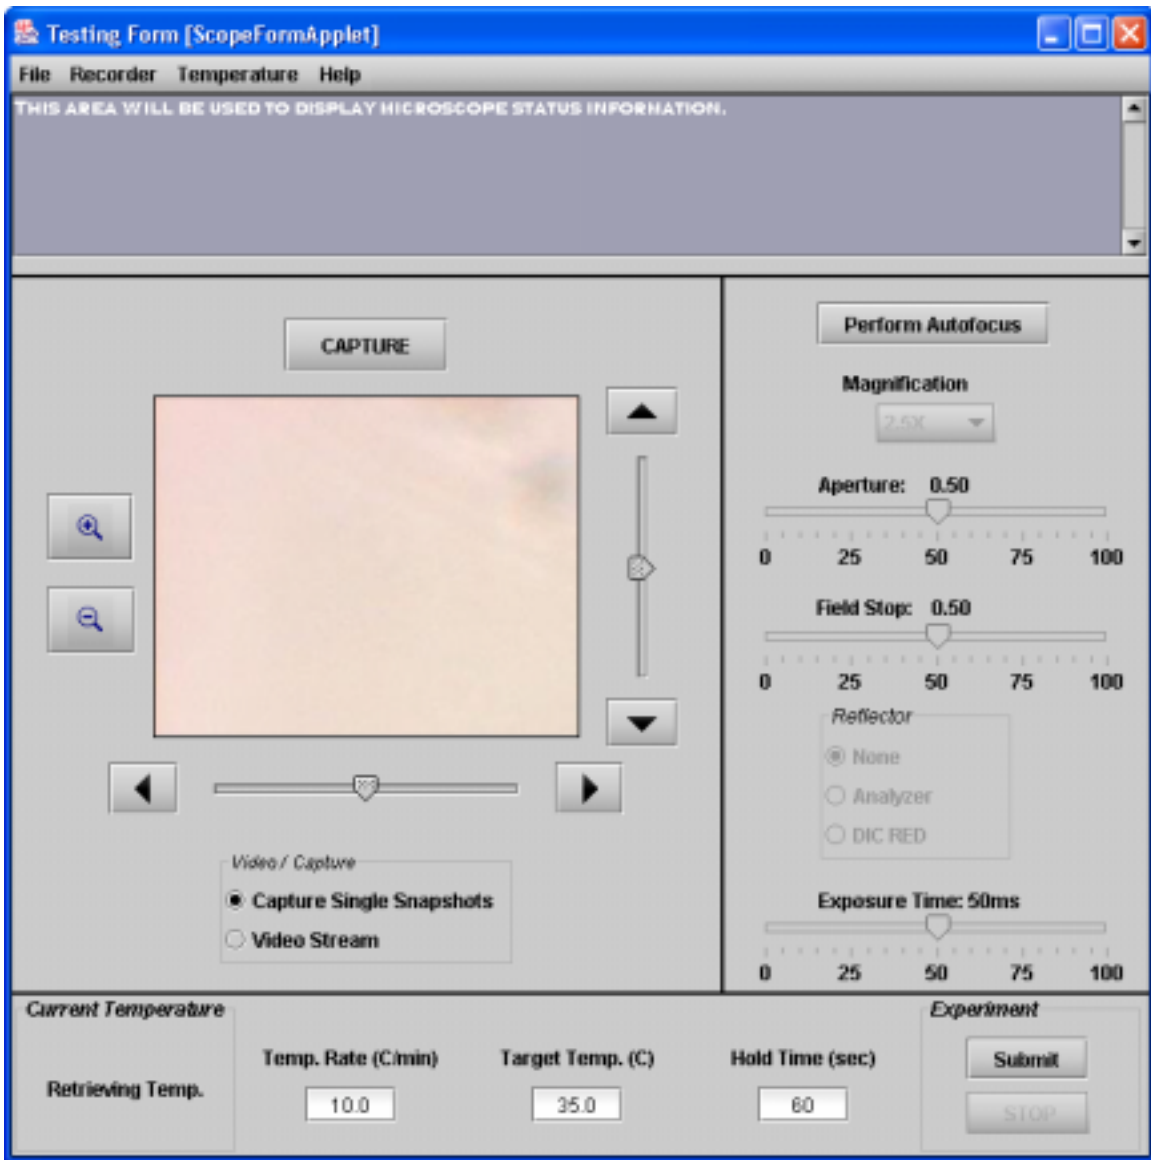 Testing Form [ScopeFormApplet]
File Recorder Temperature Help
THIS AREA WILL BE USED TO DISPLAY MICROSCOPE STATUS INFORMATION.
CAPTURE
Video / Capture
Capture Single Snapshots
Video Stream
Perform Autofocus
Magnification
2.5X
Aperture: 0.50
0 25 50 75 100
Field Stop: 0.50
0 25 50 75 100
Reflector
None
Analyzer
DIC RED
Exposure Time: 50ms
0 25 50 75 100
Current Temperature
Retrieving Temp.
Temp. Rate (C/min)
10.0
Target Temp. (C)
35.0
Hold Time (sec)
60
Experiment
Submit
STOP